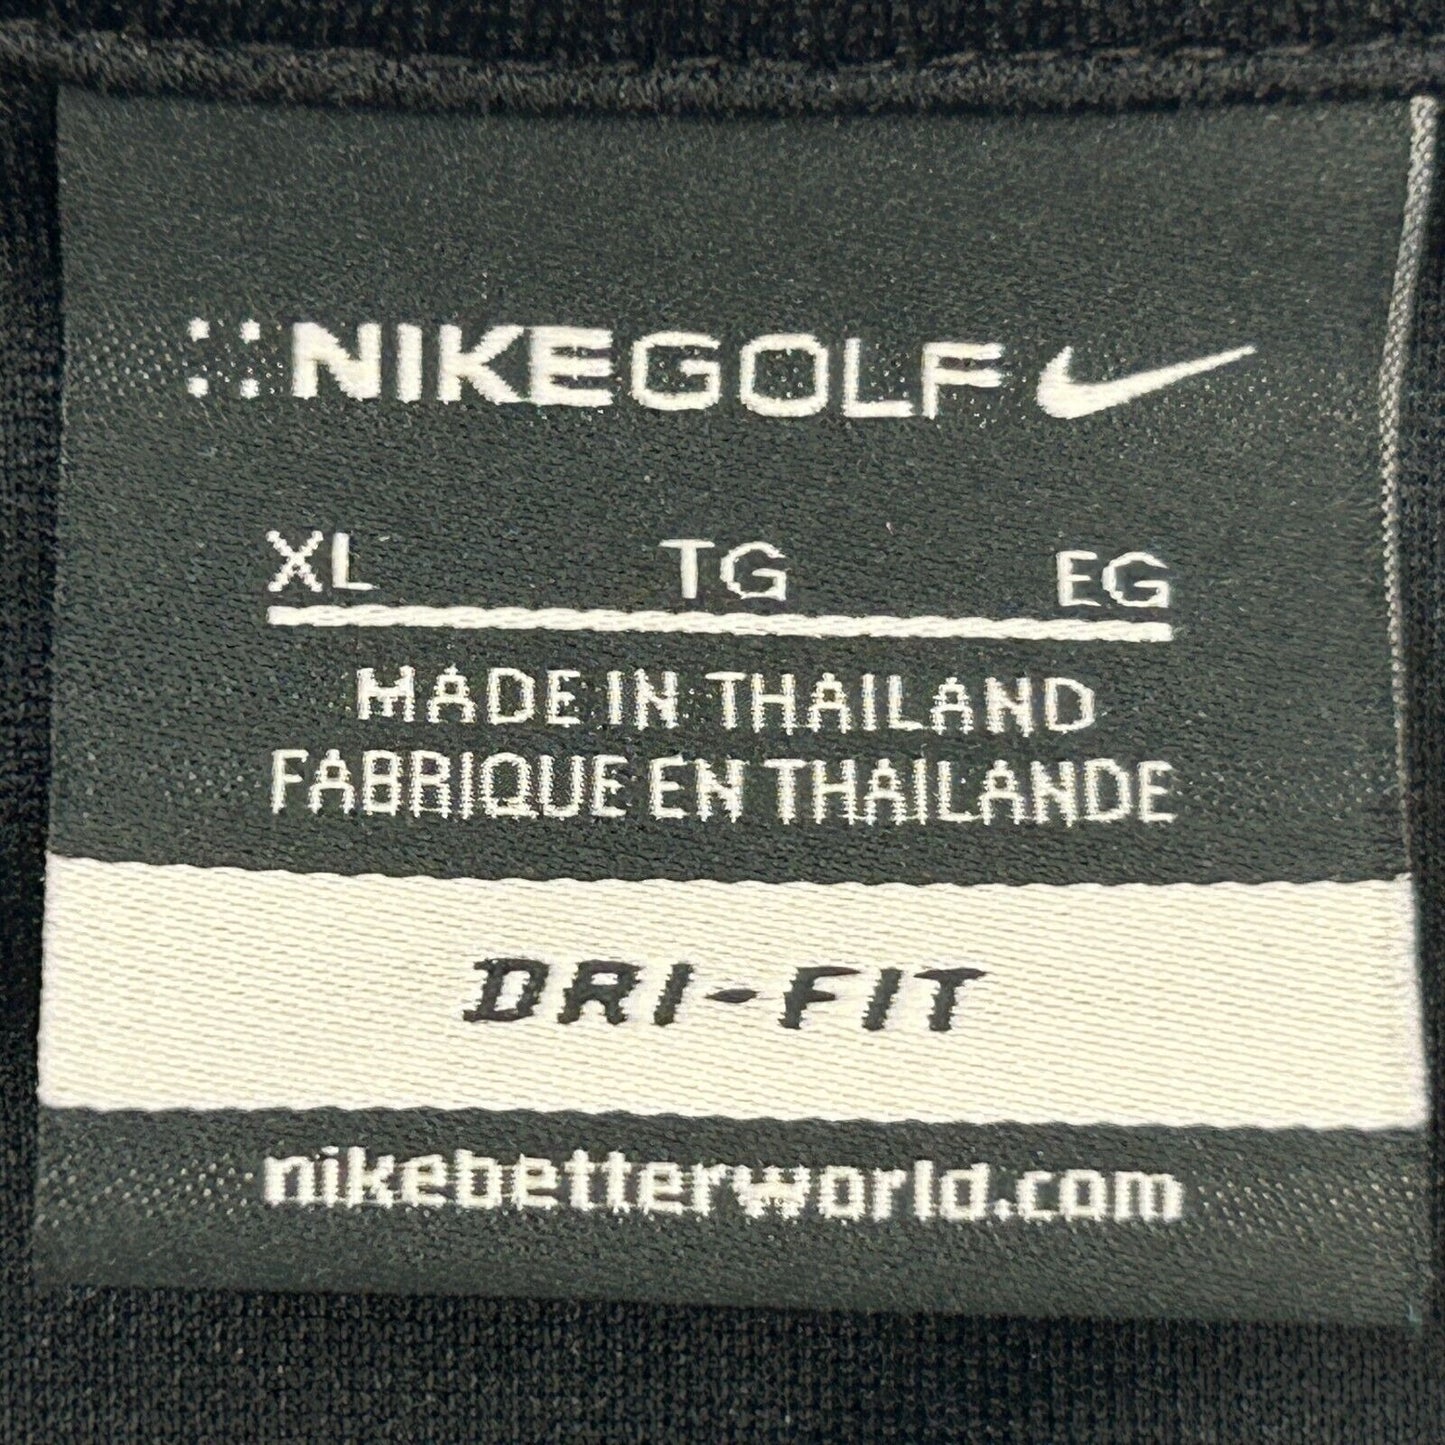 NIKEGOLF
XL TG EG
MADE IN THAILAND
FABRIQUE EN THAILANDE
DRI-FIT
nikebetterworld.com